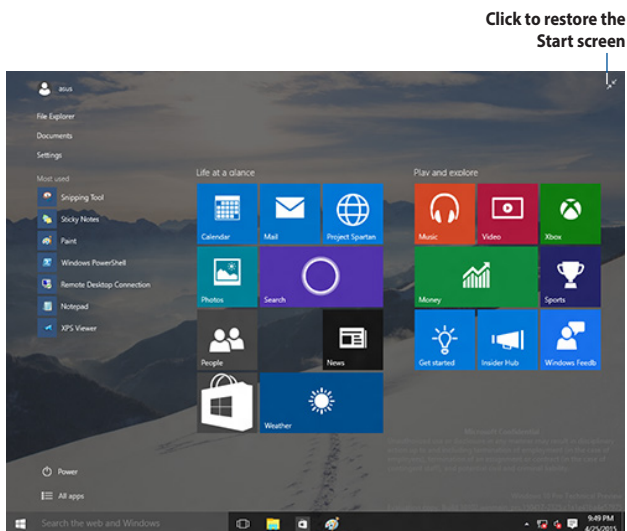 Click to restore the
Start screen
asus
File Explorer
Documents
Settings
Most used
Snipping Tool
Sticky Notes
Paint
Windows PowerShell
Remote Desktop Connection
Notepad
XPS Viewer
Power
All apps
Life at a glance
Calendar
Mail
Project Spartan
Photos
Search
People
News
Weather
Play and explore
Music
Video
Xbox
Money
Sports
Get started
Insider Hub
Windows Feedb
Microsoft Confidential
Search the web and Windows
9:49 PM
4/25/2015